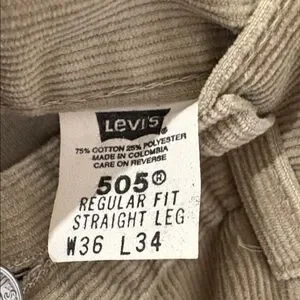 LEVI'S
75% COTTON 25% POLYESTER
MADE IN COLOMBIA
CARE ON REVERSE
505®
REGULAR FIT
STRAIGHT LEG
W36 L34